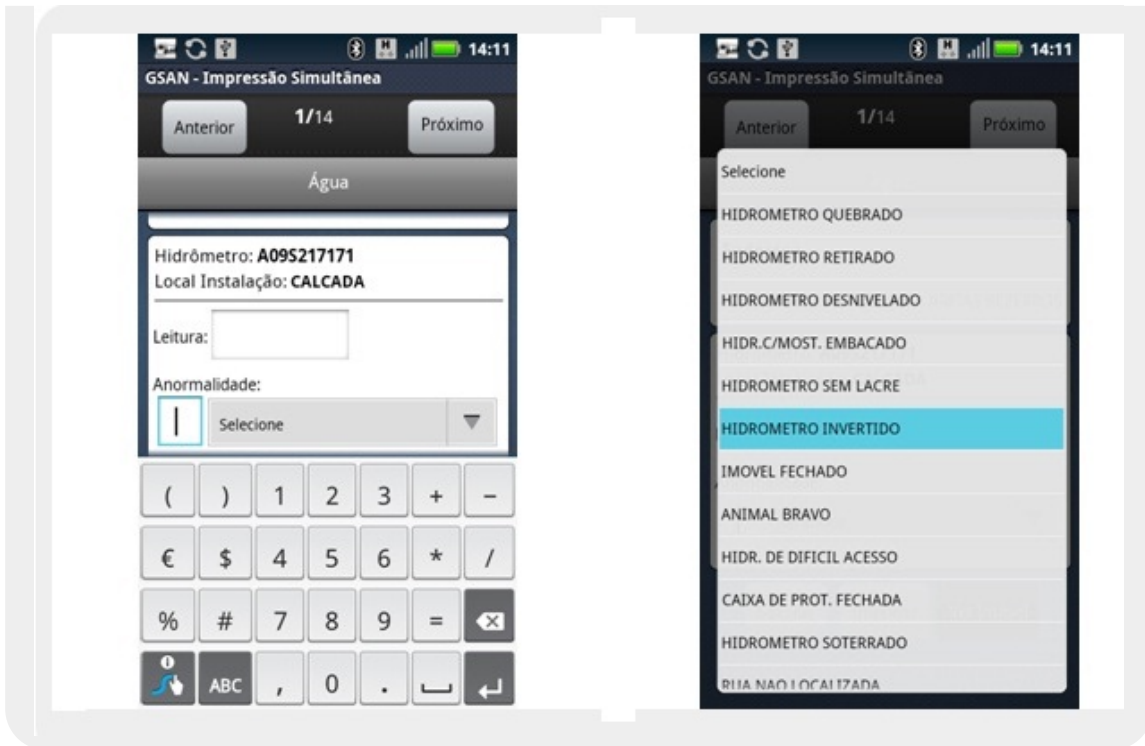 14:11
GSAN - Impressão Simultânea
Anterior 1/14 Próximo
Água
Hidrômetro: A09S217171
Local Instalação: CALCADA
Leitura:
Anormalidade:
Selecione
( ) 1 2 3 + -
€ $ 4 5 6 * /
% # 7 8 9 =
ABC , 0 .
14:11
GSAN - Impressão Simultânea
Anterior 1/14 Próximo
Selecione
HIDROMETRO QUEBRADO
HIDROMETRO RETIRADO
HIDROMETRO DESNIVELADO
HIDR.C/MOST. EMBACADO
HIDROMETRO SEM LACRE
HIDROMETRO INVERTIDO
IMOVEL FECHADO
ANIMAL BRAVO
HIDR. DE DIFICIL ACESSO
CAIXA DE PROT. FECHADA
HIDROMETRO SOTERRADO
RUA NAO LOCALIZADA